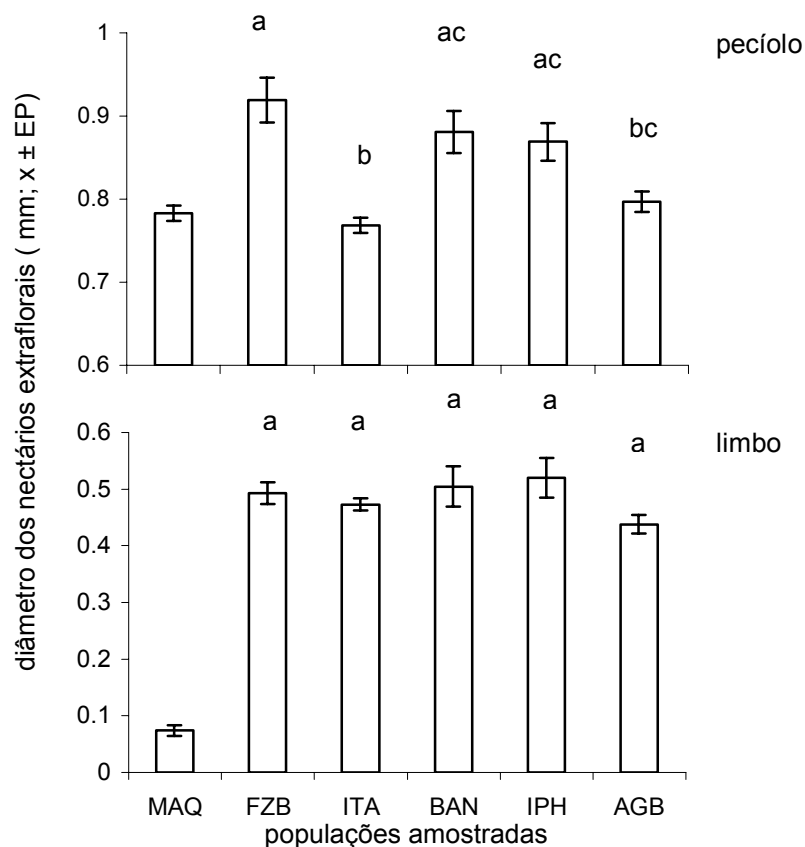 diâmetro dos nectários extraflorais ( mm; x ± EP)
pecíolo
1
0.9
0.8
0.7
0.6
a
b
ac
ac
bc
limbo
0.6
0.5
0.4
0.3
0.2
0.1
0
a
a
a
a
a
MAQ FZB ITA BAN IPH AGB
populações amostradas